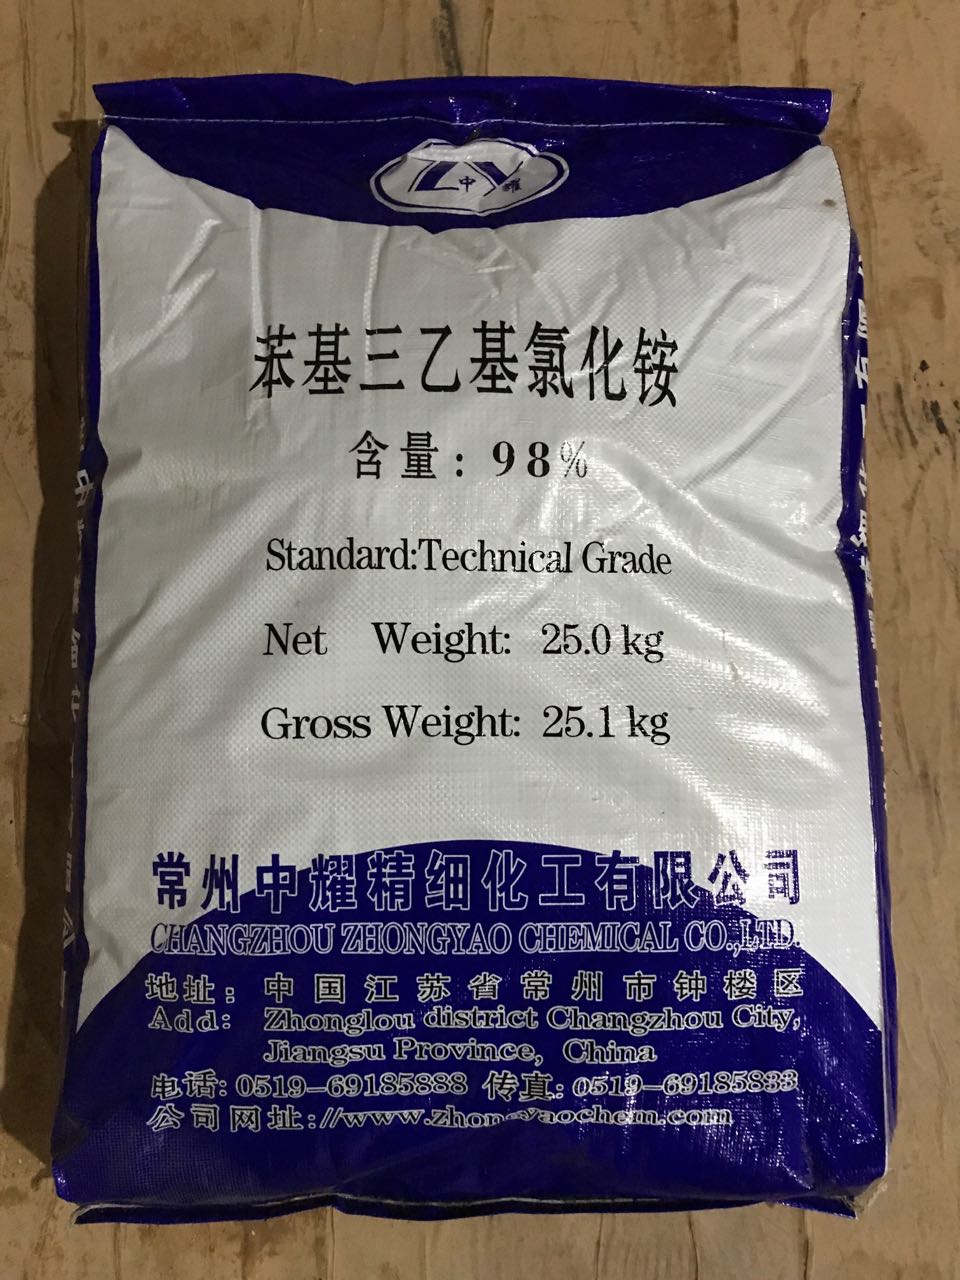 ZY
中耀
苯基三乙基氯化铵
含量: 98%
Standard:Technical Grade
Net Weight: 25.0 kg
Gross Weight: 25.1 kg
常州中耀精细化工有限公司
CHANGZHOU ZHONGYAO CHEMICAL CO.,LTD.
地址: 中国江苏省常州市钟楼区
Add: Zhonglou district Changzhou City,
Jiangsu Province, China
电话: 0519-69185888 传真: 0519-69185833
公司网址://www.zhongyaochem.com